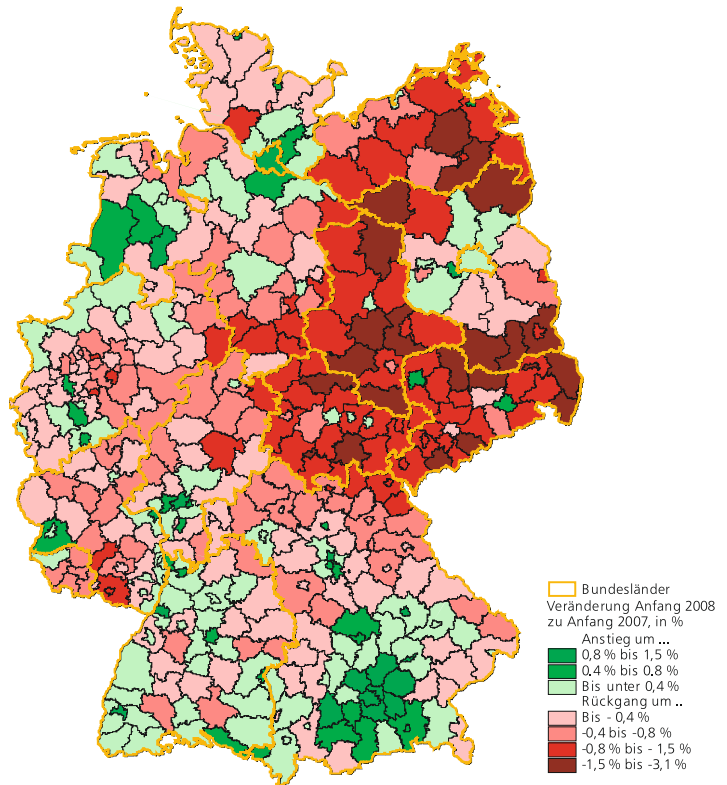 Bundesländer
Veränderung Anfang 2008
zu Anfang 2007, in %
Anstieg um ...
0,8 % bis 1,5 %
0.4 % bis 0.8 %
Bis unter 0,4 %
Rückgang um ..
Bis - 0,4 %
-0,4 bis -0,8 %
-0,8 % bis - 1,5 %
-1,5 % bis -3,1 %